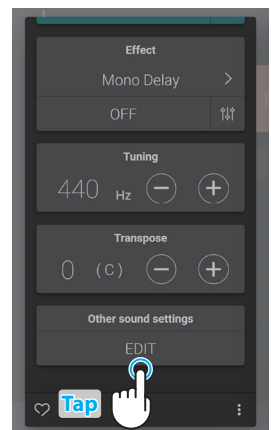 Effect
Mono Delay >
OFF
Tuning
440 Hz − +
Transpose
0 (C) − +
Other sound settings
EDIT
Tap